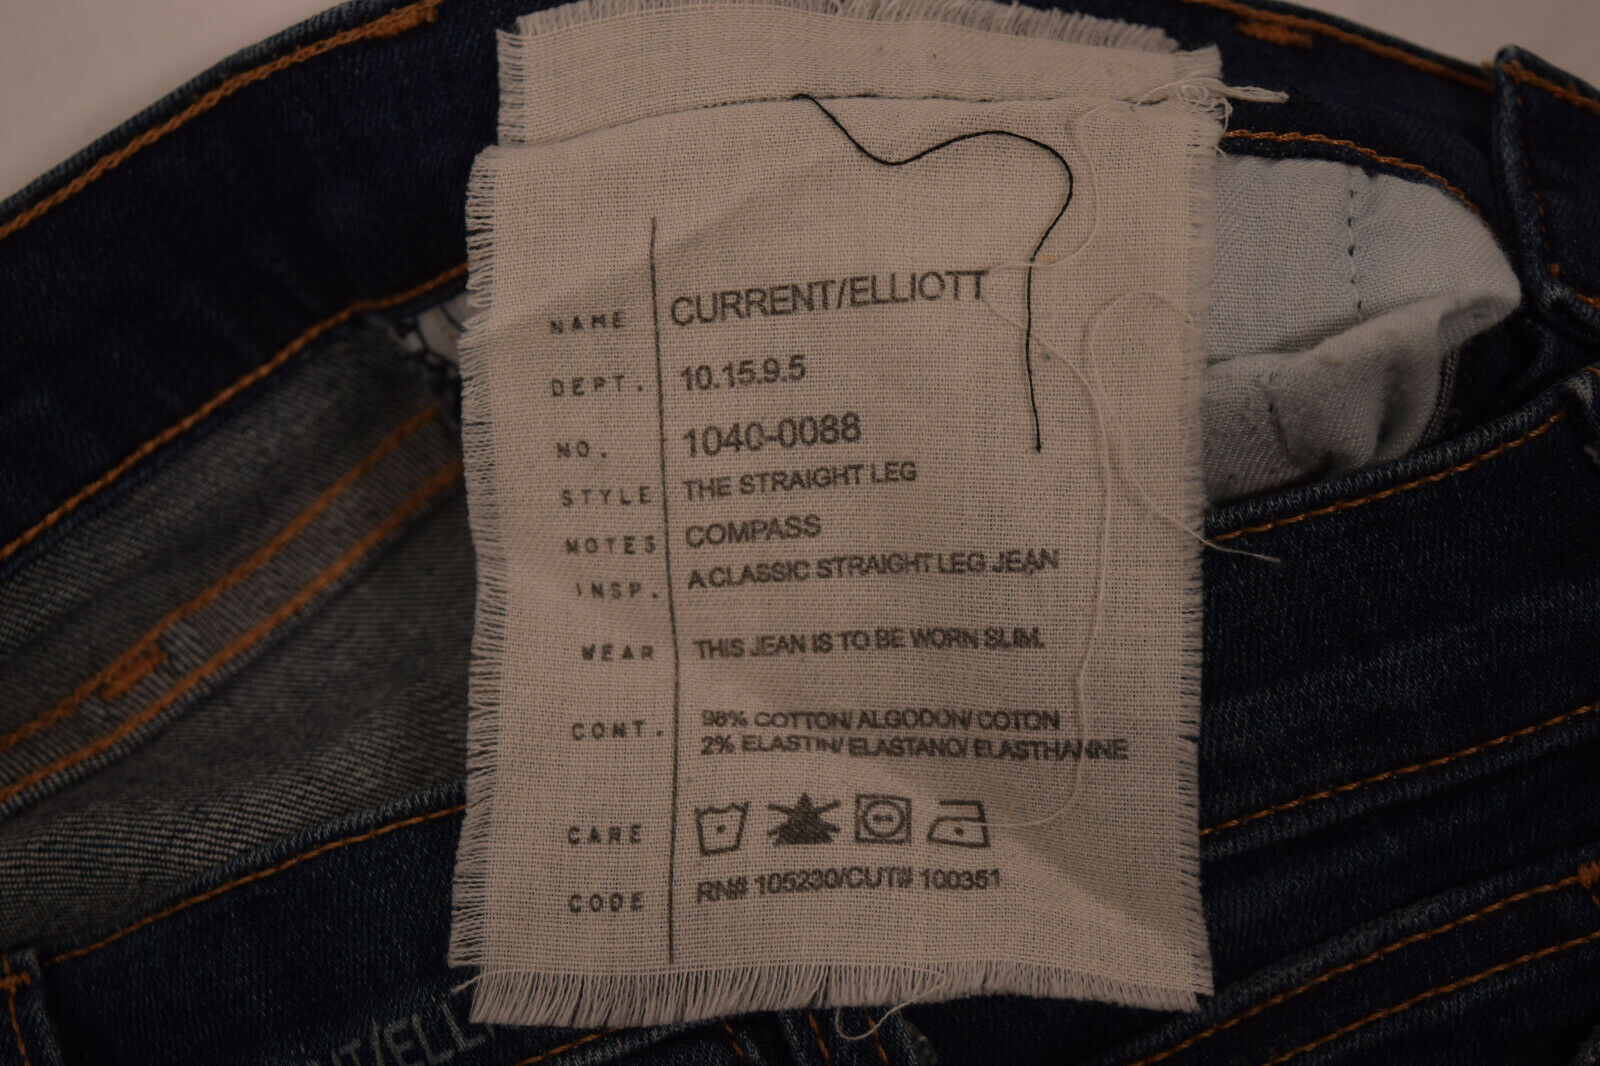 NAME CURRENT/ELLIOTT
DEPT. 10.15.9.5
NO. 1040-0088
STYLE THE STRAIGHT LEG
NOTES COMPASS
INSP. A CLASSIC STRAIGHT LEG JEAN
WEAR THIS JEAN IS TO BE WORN SLIM.
CONT. 98% COTTON/ ALGODON/ COTON
2% ELASTIN/ ELASTANO/ ELASTHANNE
CARE
CODE RN# 105230/CUT# 100351
NT/ELL